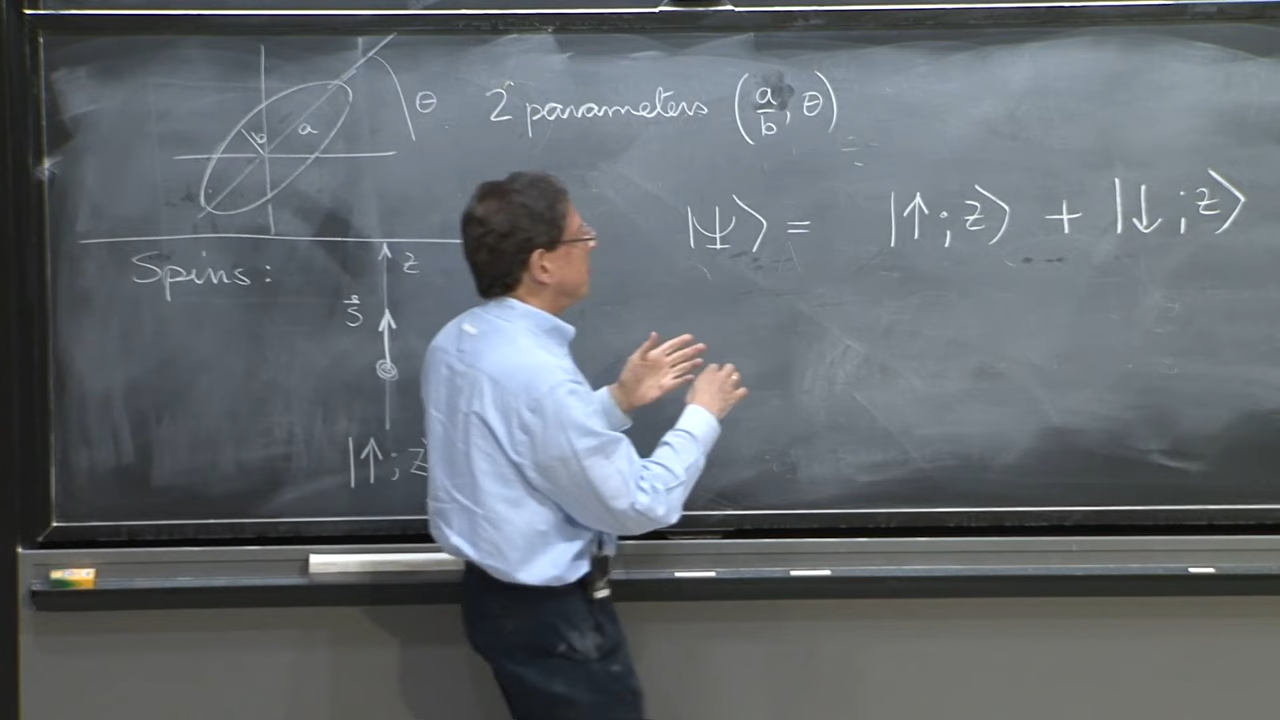 b a θ 2 parameters (a/b, θ)
|Ψ⟩ = |↑;z⟩ + |↓;z⟩
Spins: z
S⃗
|↑;z